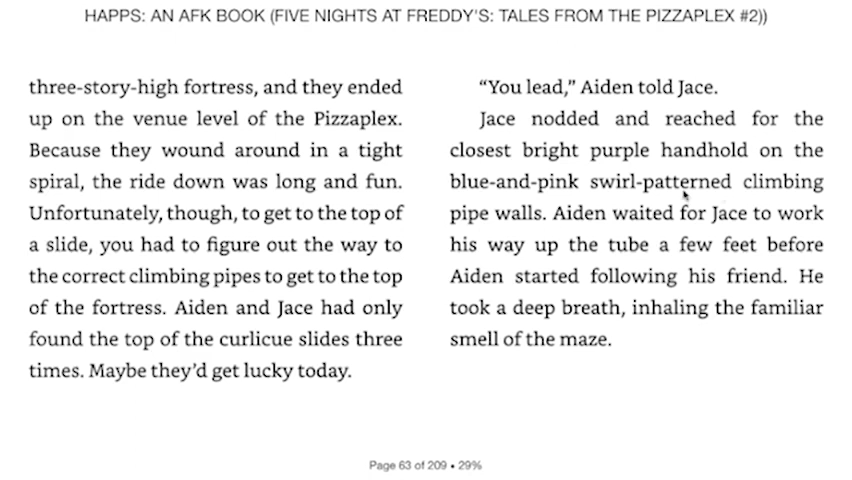 HAPPS: AN AFK BOOK (FIVE NIGHTS AT FREDDY'S: TALES FROM THE PIZZAPLEX #2))
three-story-high fortress, and they ended
up on the venue level of the Pizzaplex.
Because they wound around in a tight
spiral, the ride down was long and fun.
Unfortunately, though, to get to the top of
a slide, you had to figure out the way to
the correct climbing pipes to get to the top
of the fortress. Aiden and Jace had only
found the top of the curlicue slides three
times. Maybe they'd get lucky today.
“You lead,” Aiden told Jace.
Jace nodded and reached for the
closest bright purple handhold on the
blue-and-pink swirl-patterned climbing
pipe walls. Aiden waited for Jace to work
his way up the tube a few feet before
Aiden started following his friend. He
took a deep breath, inhaling the familiar
smell of the maze.
Page 63 of 209 • 29%